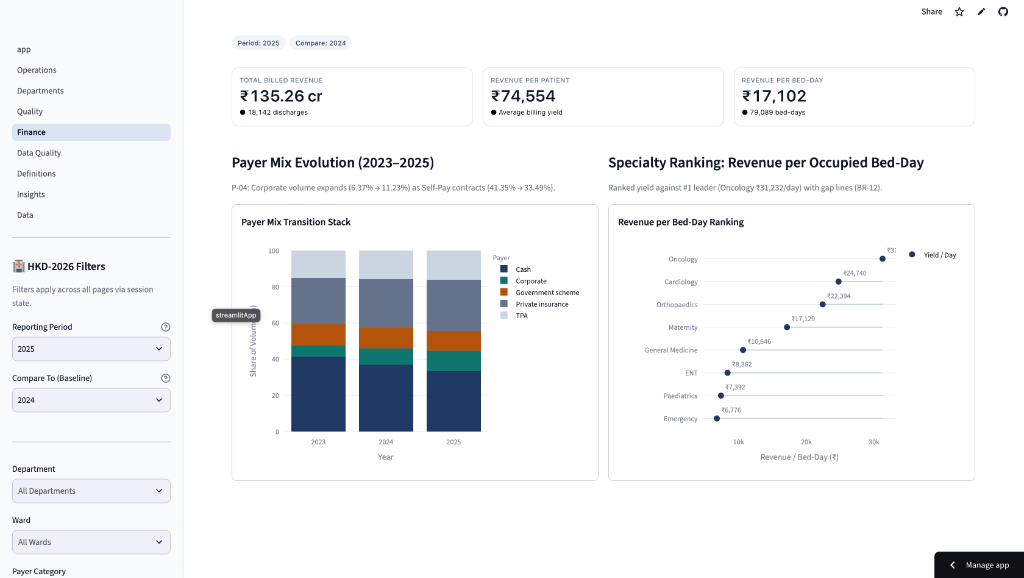 Share
app
Operations
Departments
Quality
Finance
Data Quality
Definitions
Insights
Data
HKD-2026 Filters
Filters apply across all pages via session
state.
Reporting Period
2025
Compare To (Baseline)
2024
Department
All Departments
Ward
All Wards
Payer Category
Period: 2025
Compare: 2024
TOTAL BILLED REVENUE
₹135.26 cr
● 18,142 discharges
REVENUE PER PATIENT
₹74,554
● Average billing yield
REVENUE PER BED-DAY
₹17,102
● 79,089 bed-days
Payer Mix Evolution (2023–2025)
P-04: Corporate volume expands (6.37% → 11.23%) as Self-Pay contracts (41.35% → 33.49%).
Payer Mix Transition Stack
100
80
60
40
20
0
2023
2024
2025
Year
Payer
Cash
Corporate
Government scheme
Private insurance
TPA
streamlitApp
Specialty Ranking: Revenue per Occupied Bed-Day
Ranked yield against #1 leader (Oncology ₹31,232/day) with gap lines (BR-12).
Revenue per Bed-Day Ranking
Oncology
Cardiology
₹24,740
Orthopaedics
₹22,394
Maternity
₹17,129
General Medicine
₹10,646
ENT
₹8,362
Paediatrics
₹7,392
Emergency
₹6,776
10k
20k
30k
Revenue / Bed-Day (₹)
Yield / Day
Manage app